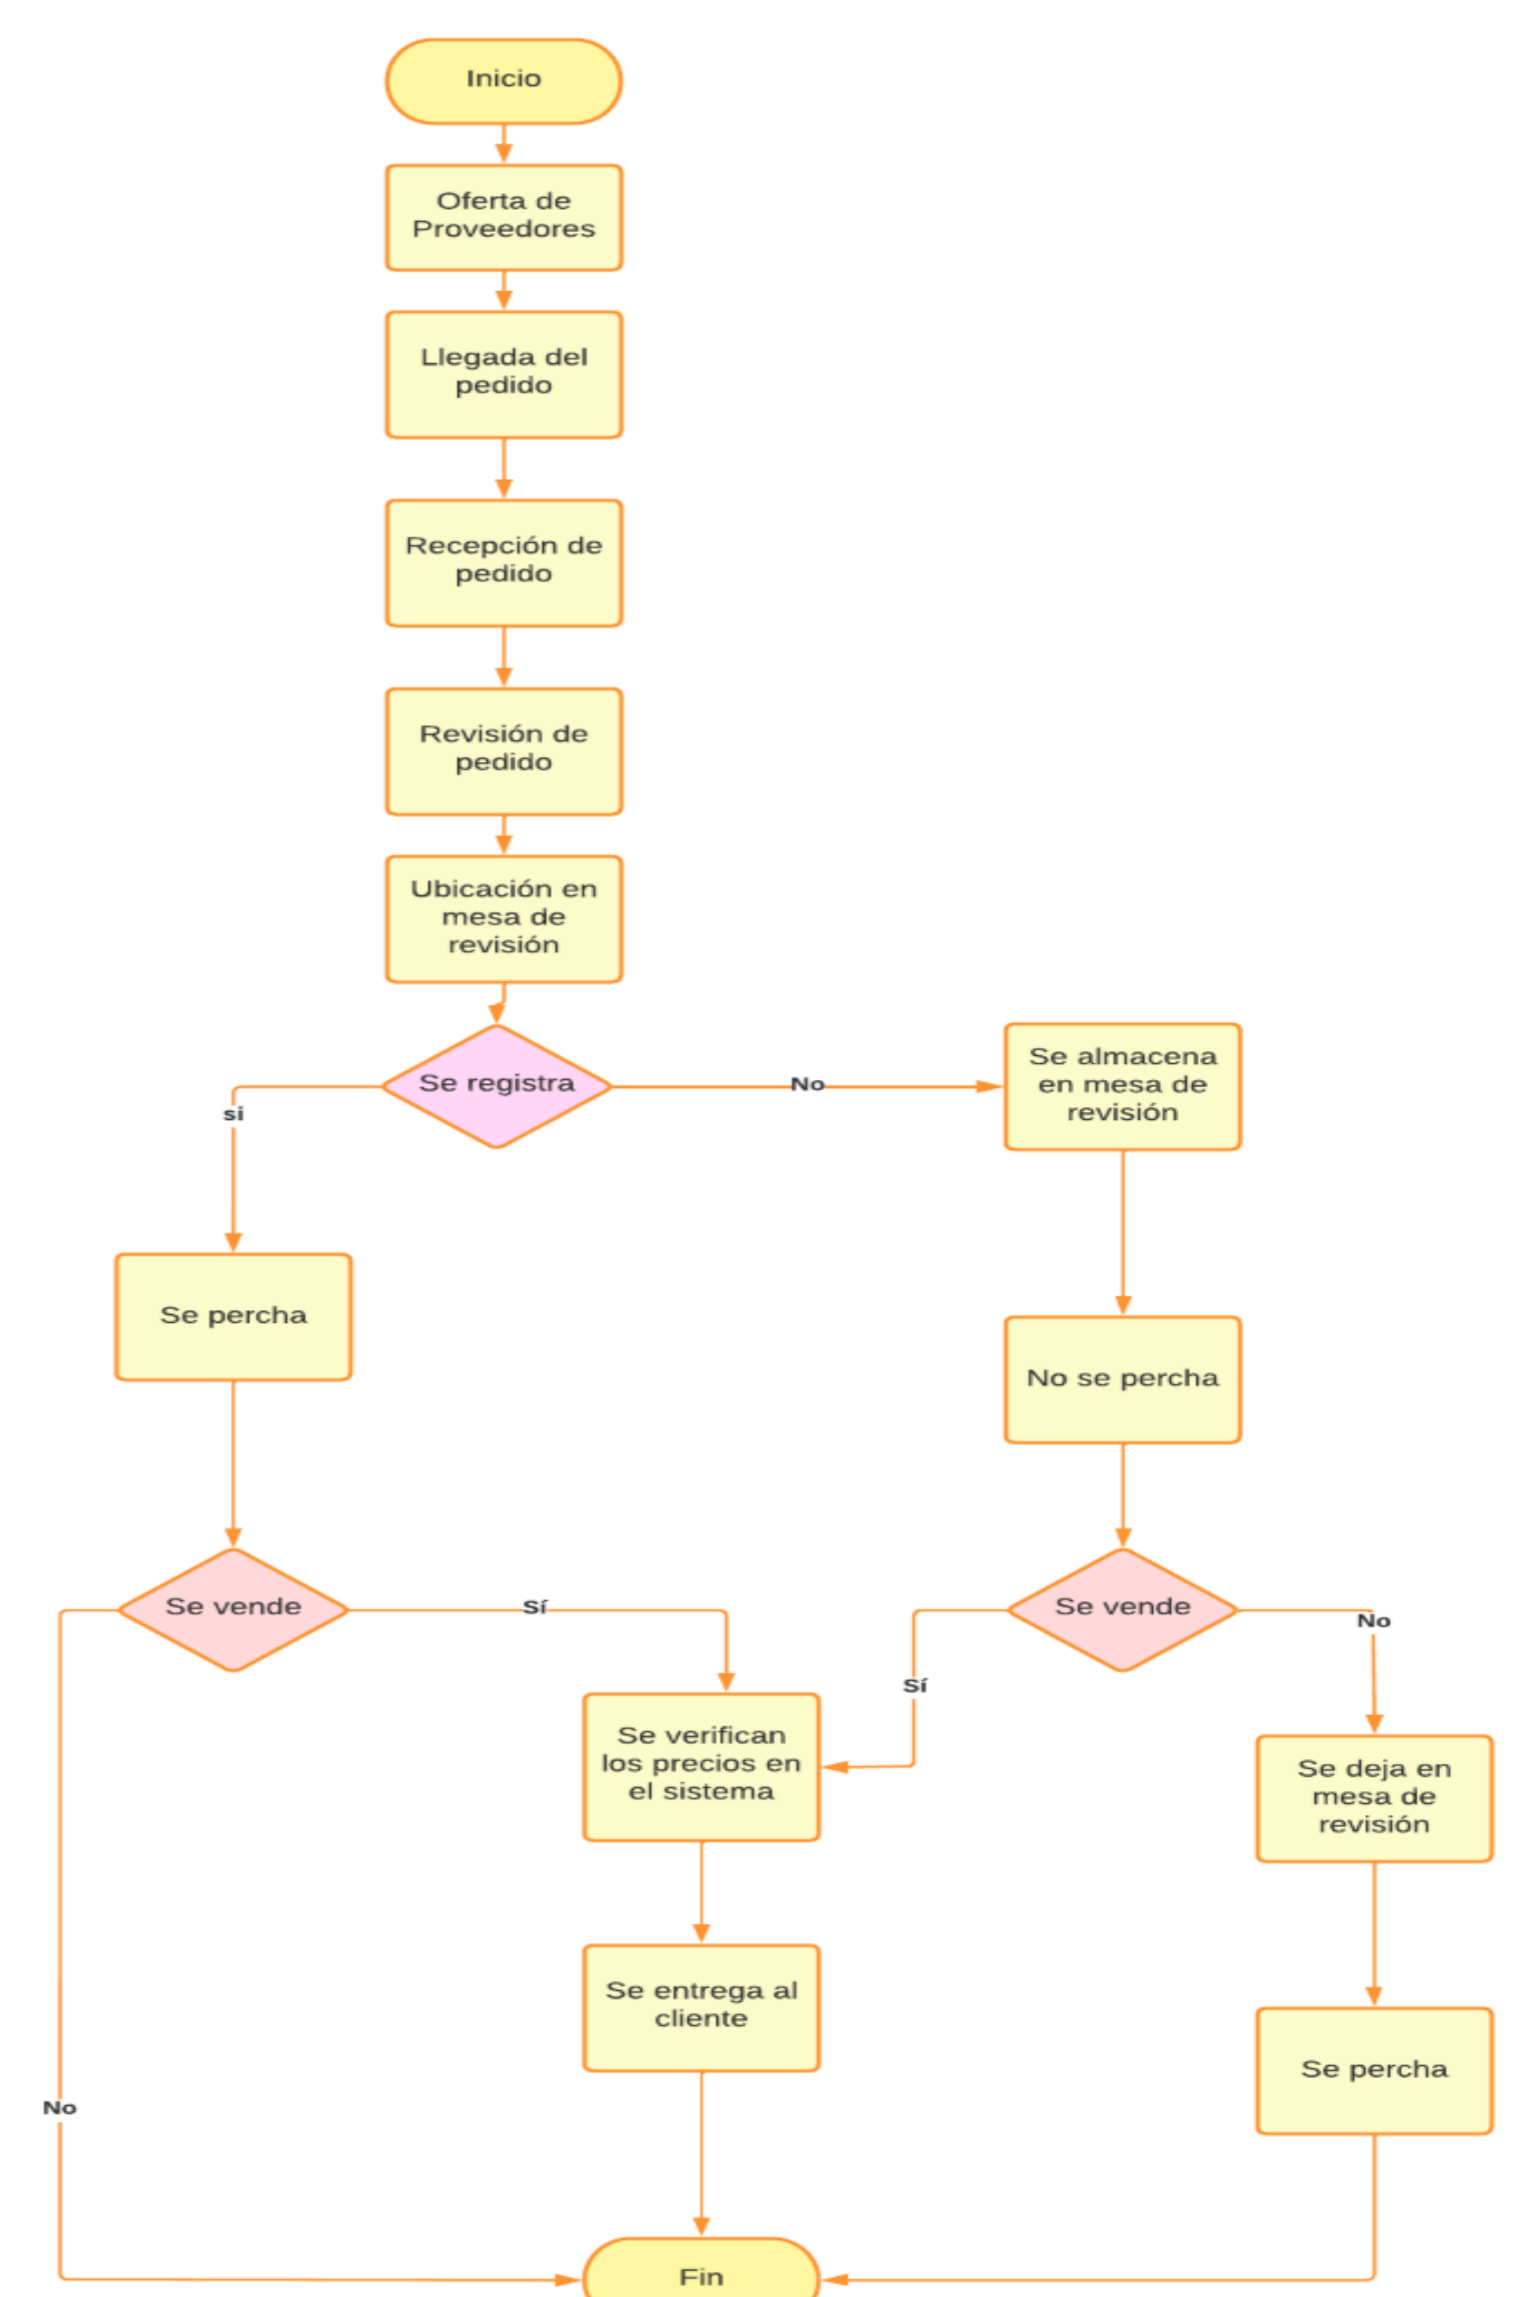 Inicio
Oferta de
Proveedores
Llegada del
pedido
Recepción de
pedido
Revisión de
pedido
Ubicación en
mesa de
revisión
Se registra
si
No
Se almacena
en mesa de
revisión
Se percha
No se percha
Se vende
Sí
No
Se vende
Sí
No
Se verifican
los precios en
el sistema
Se deja en
mesa de
revisión
Se entrega al
cliente
Se percha
Fin